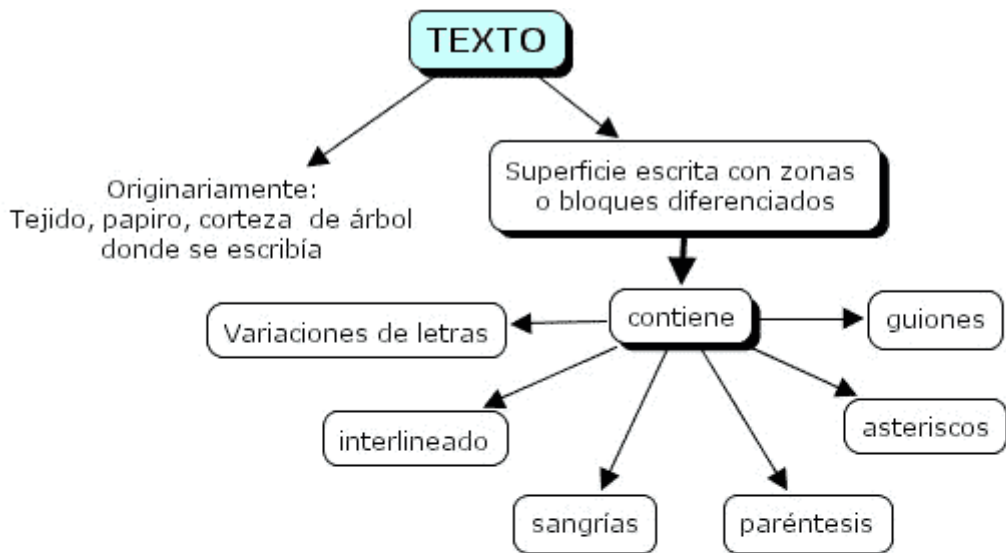 TEXTO
Originariamente:
Tejido, papiro, corteza de árbol
donde se escribía
Superficie escrita con zonas
o bloques diferenciados
contiene
Variaciones de letras
guiones
interlineado
asteriscos
sangrías
paréntesis